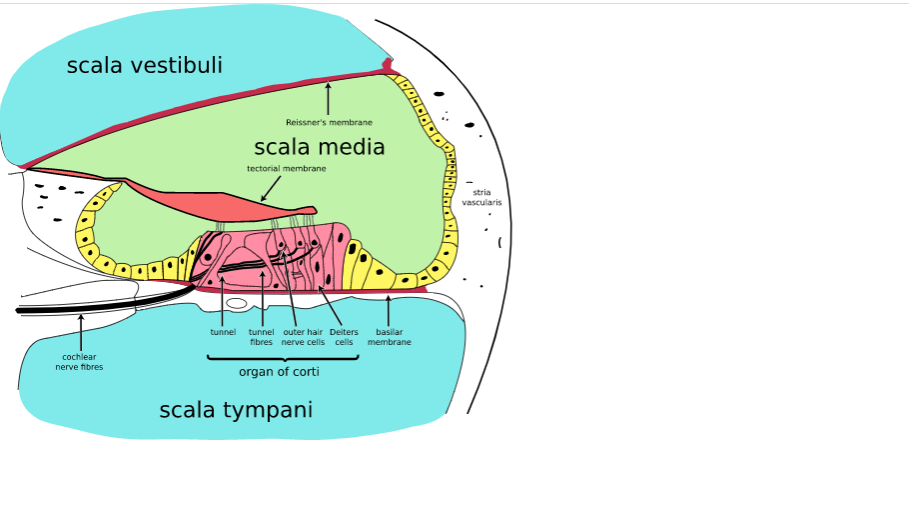 scala vestibuli
Reissner's membrane
scala media
tectorial membrane
stria
vascularis
tunnel
tunnel
fibres
outer hair
nerve cells
Deiters
cells
basilar
membrane
cochlear
nerve fibres
organ of corti
scala tympani